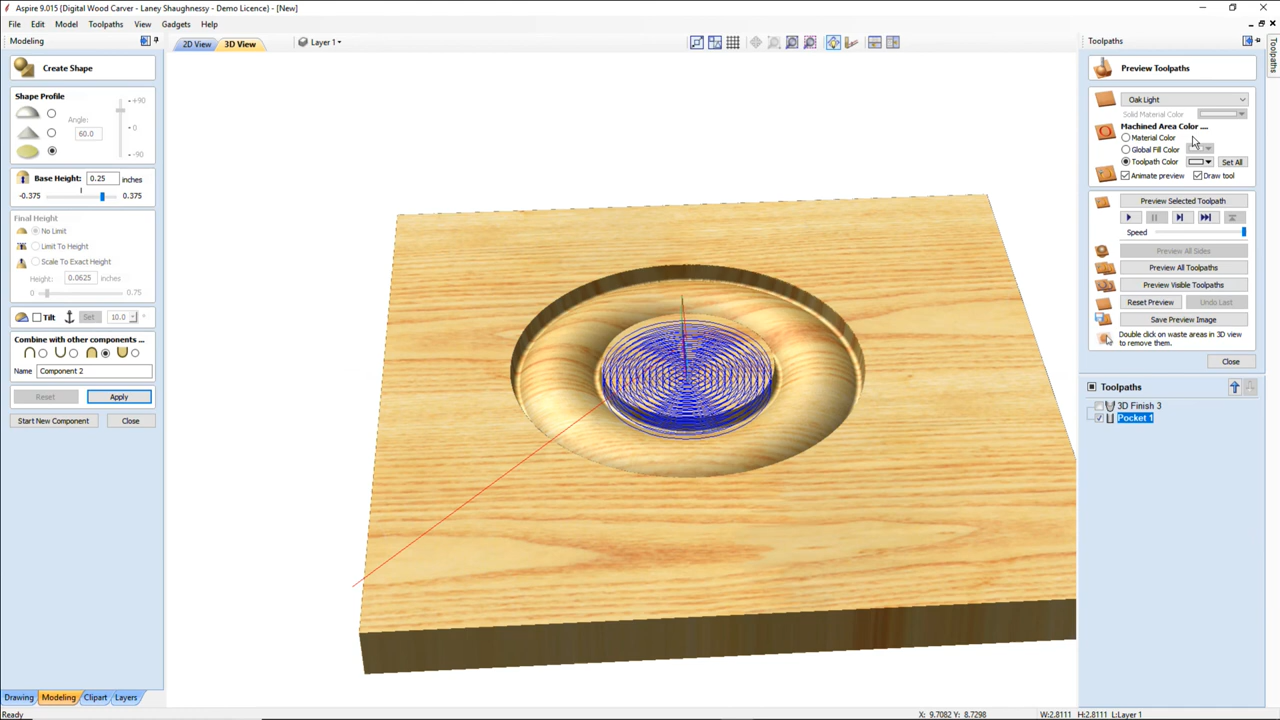 Aspire 9.015 (Digital Wood Carver - Laney Shaughnessy - Demo Licence) - [New]
File Edit Model Toolpaths View Gadgets Help
Modeling
2D View 3D View Layer 1
Toolpaths
Toolpaths
Create Shape
Shape Profile
+90
Angle:
60.0
0
-90
Base Height: 0.25 inches
-0.375 0.375
Final Height
No Limit
Limit To Height
Scale To Exact Height
Height: 0.0625 inches
0 0.75
Tilt Set 10.0 °
Combine with other components ...
Name Component 2
Reset Apply
Start New Component Close
Preview Toolpaths
Oak Light
Solid Material Color
Machined Area Color ....
Material Color
Global Fill Color
Toolpath Color Set All
Animate preview Draw tool
Preview Selected Toolpath
Speed
Preview All Sides
Preview All Toolpaths
Preview Visible Toolpaths
Reset Preview Undo Last
Save Preview Image
Double click on waste areas in 3D view
to remove them.
Close
Toolpaths
3D Finish 3
Pocket 1
Drawing Modeling Clipart Layers
Ready X: 9.7082 Y: 8.7298 W:2.8111 H:2.8111 L:Layer 1